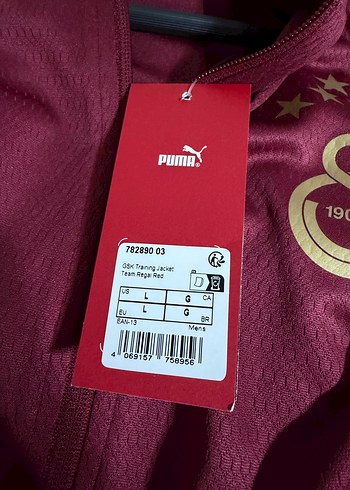 PUMA
782890 03
GSK Training Jacket
Team Regal Red
US L G CA
EU L G BR
EAN-13 Mens
4 069157 758956
190